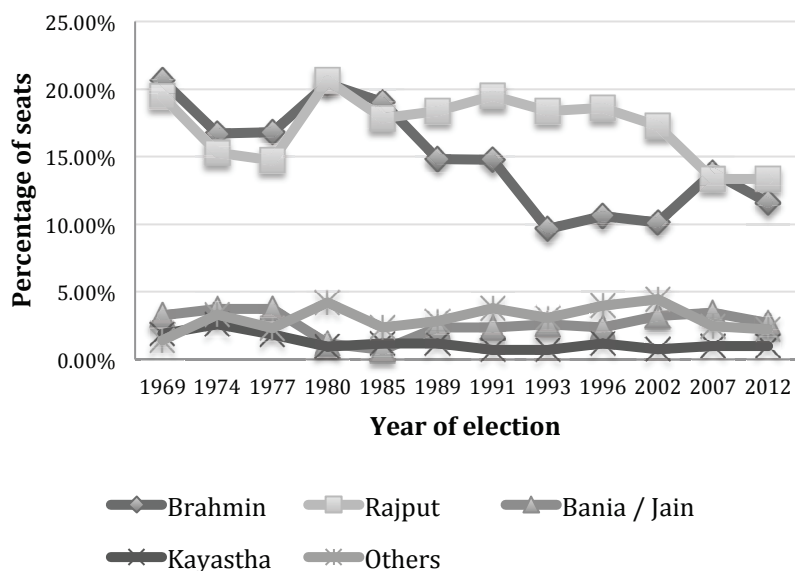 25.00%
20.00%
15.00%
10.00%
5.00%
0.00%
Percentage of seats
1969 1974 1977 1980 1985 1989 1991 1993 1996 2002 2007 2012
Year of election
Brahmin Rajput Bania / Jain
Kayastha Others